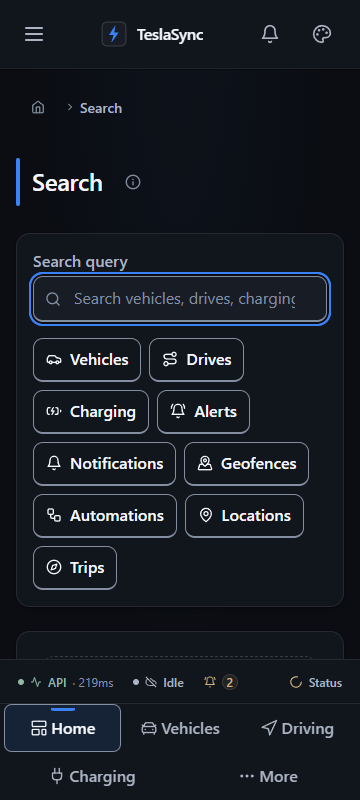 TeslaSync
Search
Search
Search query
Search vehicles, drives, charging
Vehicles
Drives
Charging
Alerts
Notifications
Geofences
Automations
Locations
Trips
API · 219ms
Idle
2
Status
Home
Vehicles
Driving
Charging
More